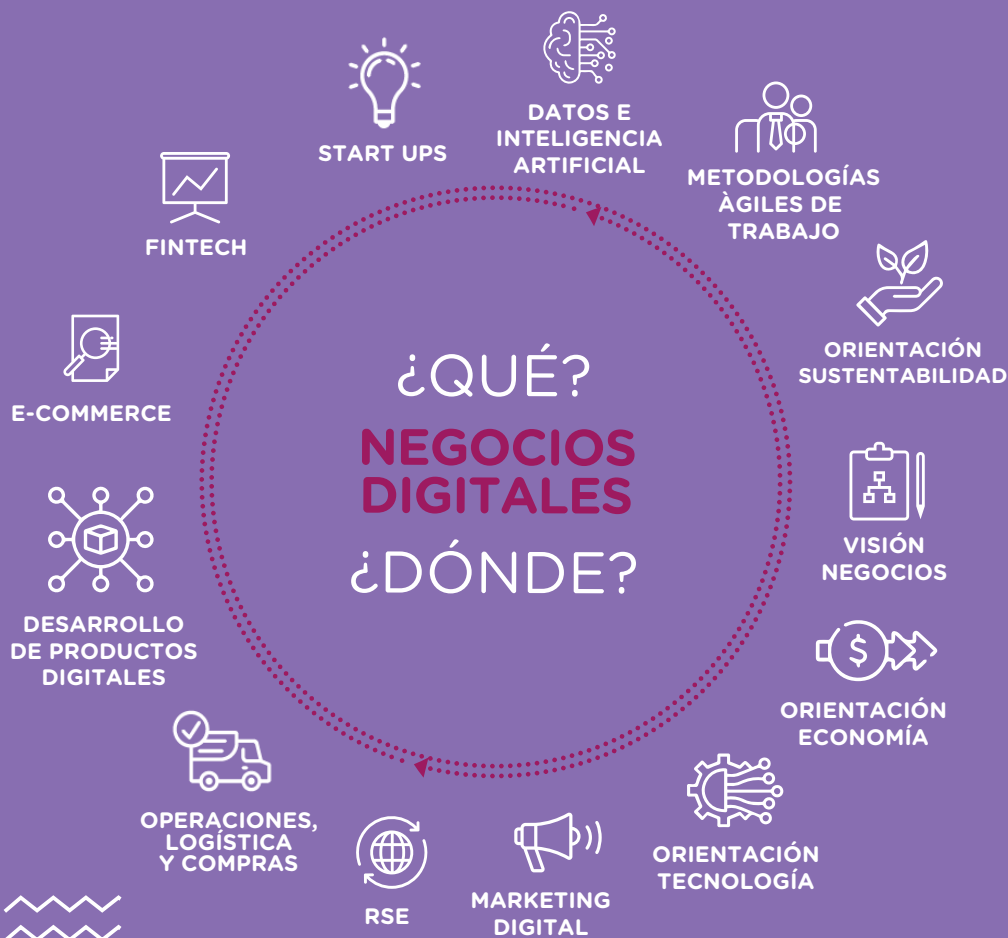 START UPS
DATOS E
INTELIGENCIA
ARTIFICIAL
METODOLOGÍAS
ÀGILES DE
TRABAJO
FINTECH
ORIENTACIÓN
SUSTENTABILIDAD
E-COMMERCE
¿QUÉ?
NEGOCIOS
DIGITALES
¿DÓNDE?
VISIÓN
NEGOCIOS
DESARROLLO
DE PRODUCTOS
DIGITALES
ORIENTACIÓN
ECONOMÍA
OPERACIONES,
LOGÍSTICA
Y COMPRAS
RSE
MARKETING
DIGITAL
ORIENTACIÓN
TECNOLOGÍA